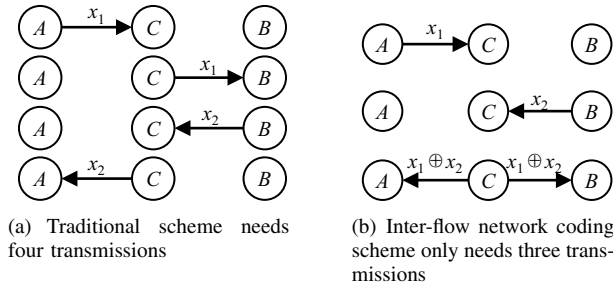 A x₁ C B
A C x₁ B
A C x₂ B
A x₂ C B
(a) Traditional scheme needs
four transmissions
A x₁ C B
A C x₂ B
A x₁⊕x₂ C x₁⊕x₂ B
(b) Inter-flow network coding
scheme only needs three trans-
missions